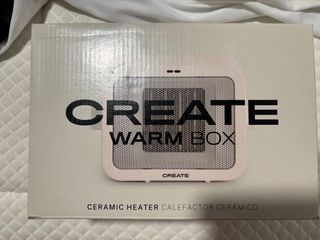 CREATE
WARM BOX
CREATE
CERAMIC HEATER CALEFACTOR CERÁMICO